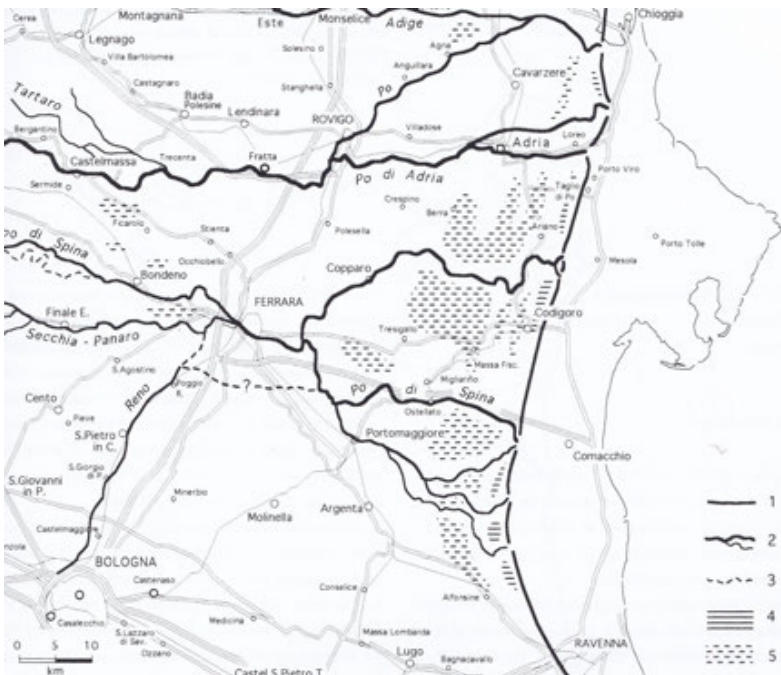 Cerea
Montagnana
Este
Monselice
Adige
Chioggia
Legnago
Solesino
Agna
Villa Bartolomea
Anguillara
Castagnaro
Stanghella
Po
Cavarzere
Tartaro
Badia
Polesine
Lendinara
ROVIGO
Villadose
Loreo
Bergantino
Adria
Castelmassa
Trecenta
Fratta
Po di Adria
Porto Viro
Sermide
Crespino
Taglio
di Po
Berra
Ficarolo
Stienta
Polesella
Ariano
Porto Tolle
Po di Spina
Occhiobello
Mesola
Bondeno
Copparo
FERRARA
Finale E.
Codigoro
Secchia - Panaro
Tresigallo
S.Agostino
Massa Fisc.
Reno
Poggio
R.
?
Migliarino
Cento
Po di Spina
Ostellato
Pieve
S.Pietro
in C.
Portomaggiore
Comacchio
S.Giorgio
di P.
S.Giovanni
in P.
Minerbio
Molinella
Argenta
1
Castelmaggiore
2
BOLOGNA
3
Castenaso
Conselice
Alfonsine
4
Casalecchio
Medicina
S.Lazzaro
di Sav.
Massa Lombarda
5
0 5 10
km
Ozzano
RAVENNA
Castel S.Pietro T.
Lugo
Bagnacavallo